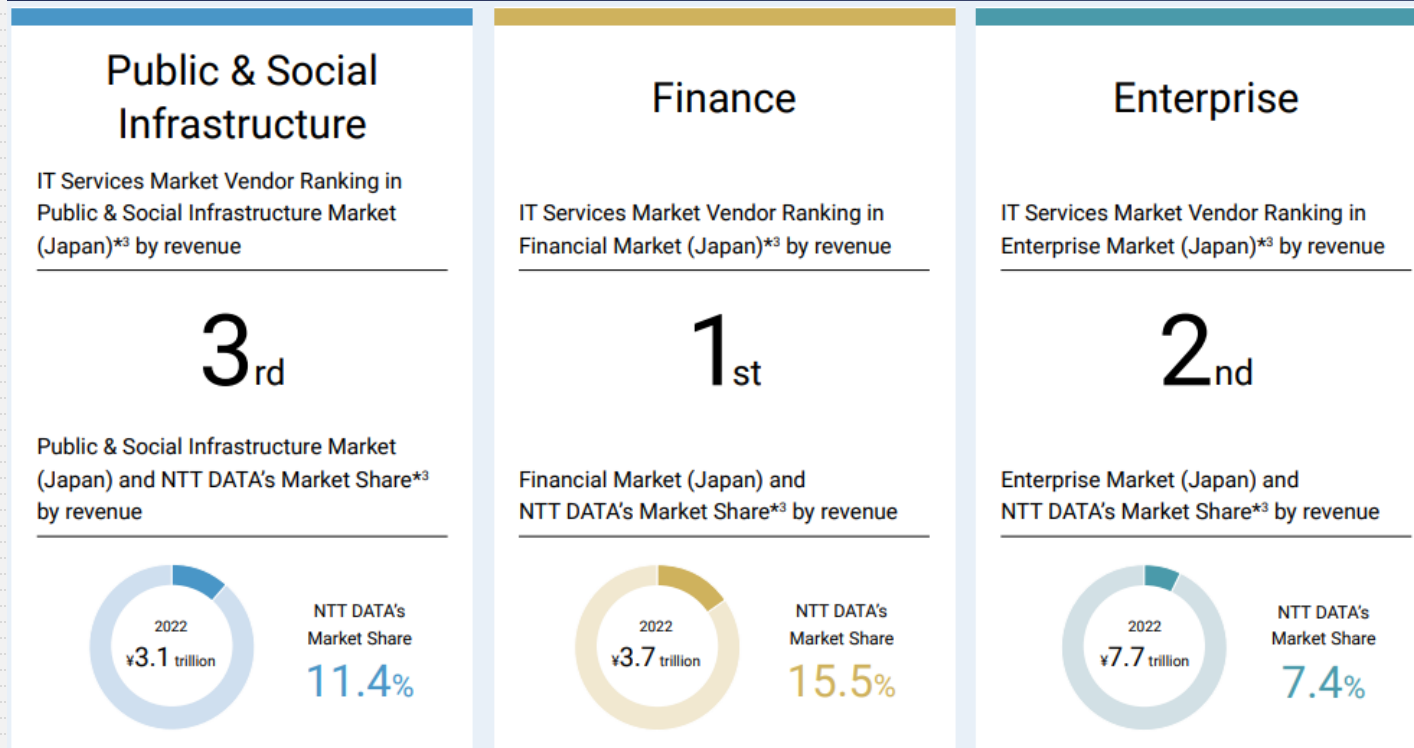 Public & Social
Infrastructure
IT Services Market Vendor Ranking in
Public & Social Infrastructure Market
(Japan)*³ by revenue
3rd
Public & Social Infrastructure Market
(Japan) and NTT DATA’s Market Share*³
by revenue
2022
¥3.1 trillion
NTT DATA’s
Market Share
11.4%
Finance
IT Services Market Vendor Ranking in
Financial Market (Japan)*³ by revenue
1st
Financial Market (Japan) and
NTT DATA’s Market Share*³ by revenue
2022
¥3.7 trillion
NTT DATA’s
Market Share
15.5%
Enterprise
IT Services Market Vendor Ranking in
Enterprise Market (Japan)*³ by revenue
2nd
Enterprise Market (Japan) and
NTT DATA’s Market Share*³ by revenue
2022
¥7.7 trillion
NTT DATA’s
Market Share
7.4%